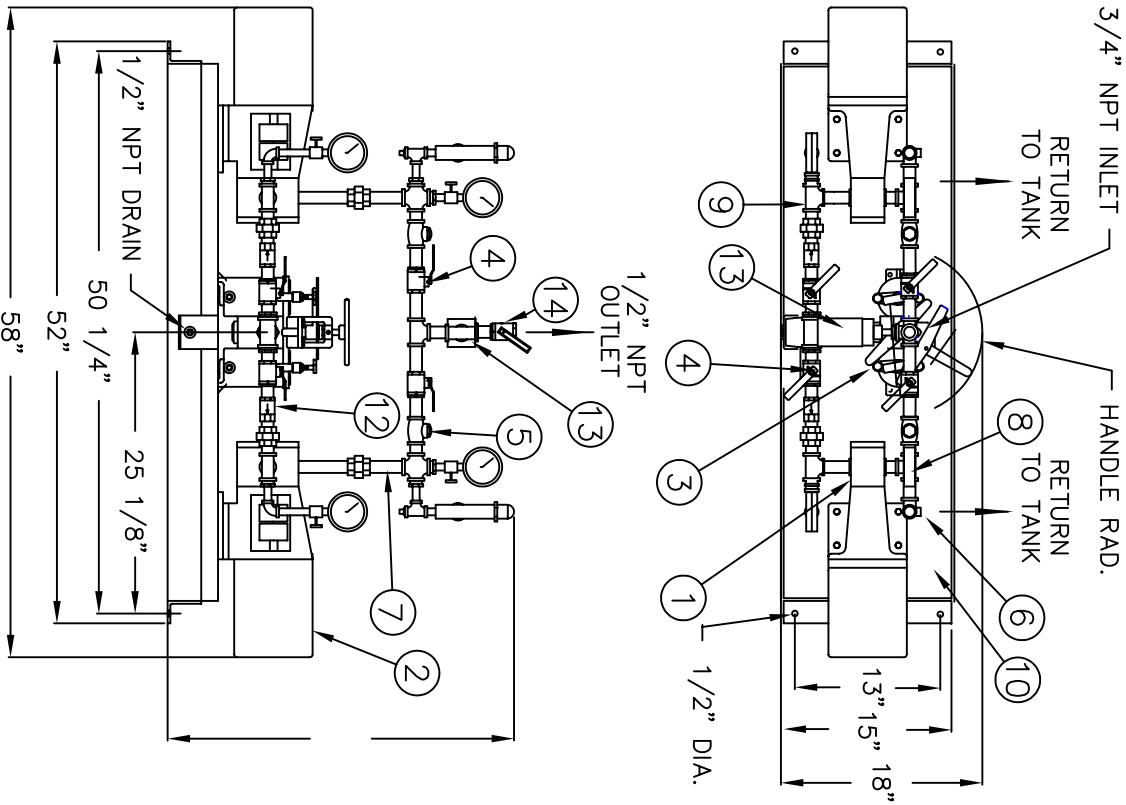 3/4” NPT INLET
RETURN
TO TANK
HANDLE RAD.
RETURN
TO TANK
9
13
4
3
8
1
6
10
13”
15”
18”
1/2” DIA.
1/2” NPT
OUTLET
14
4
13
5
12
7
2
1/2” NPT DRAIN
25 1/8”
50 1/4”
52”
58”